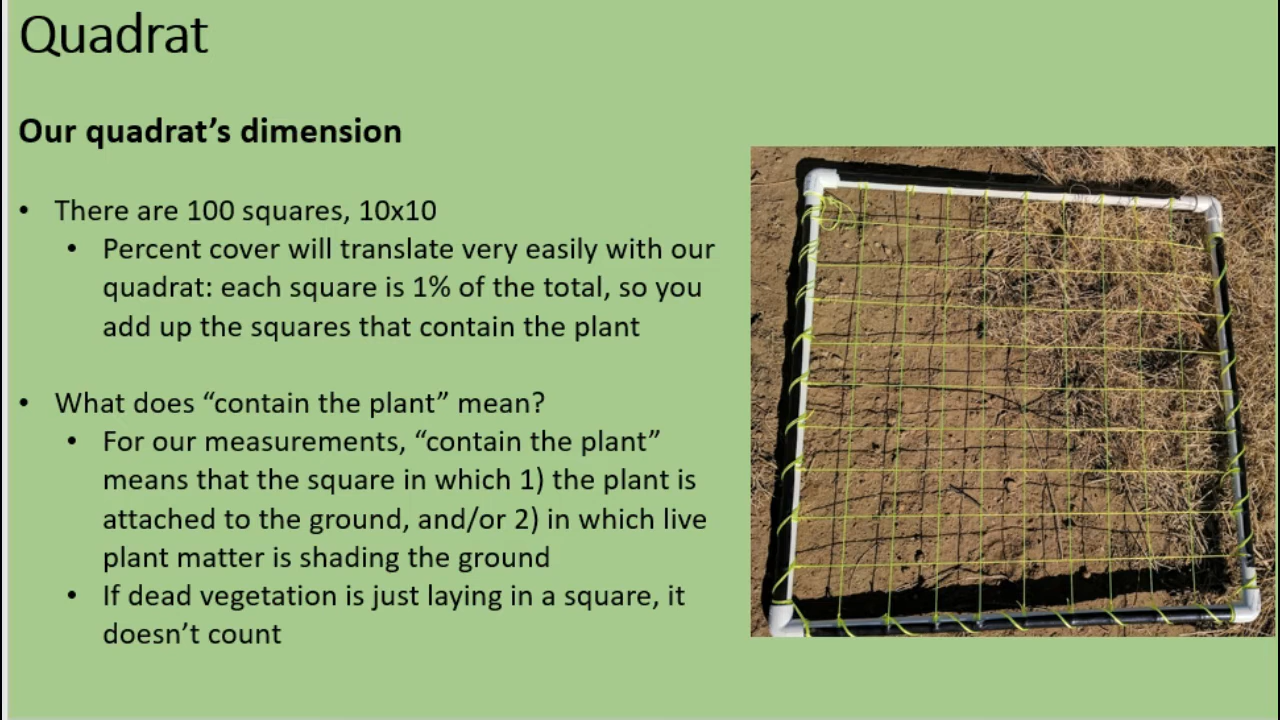 Quadrat
Our quadrat’s dimension
• There are 100 squares, 10x10
• Percent cover will translate very easily with our
quadrat: each square is 1% of the total, so you
add up the squares that contain the plant
• What does “contain the plant” mean?
• For our measurements, “contain the plant”
means that the square in which 1) the plant is
attached to the ground, and/or 2) in which live
plant matter is shading the ground
• If dead vegetation is just laying in a square, it
doesn’t count